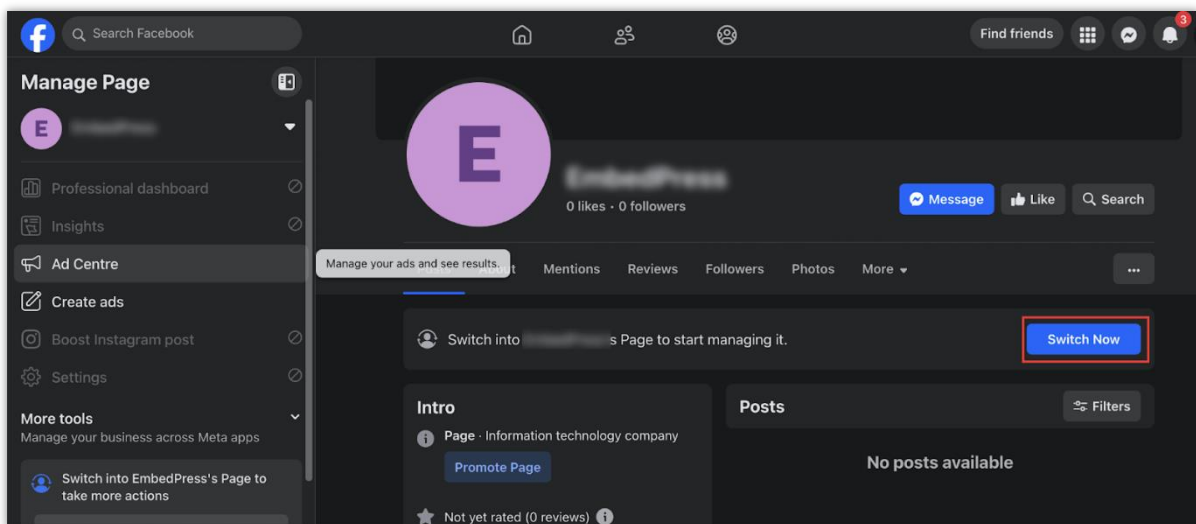 Search Facebook
Find friends
3
Manage Page
E
Professional dashboard
Insights
Ad Centre
Create ads
Boost Instagram post
Settings
More tools
Manage your business across Meta apps
Switch into EmbedPress's Page to
take more actions
E
EmbedPress
0 likes · 0 followers
Message
Like
Search
Manage your ads and see results.
Mentions
Reviews
Followers
Photos
More
Switch into
s Page to start managing it.
Switch Now
Intro
Page · Information technology company
Promote Page
Not yet rated (0 reviews)
Posts
Filters
No posts available